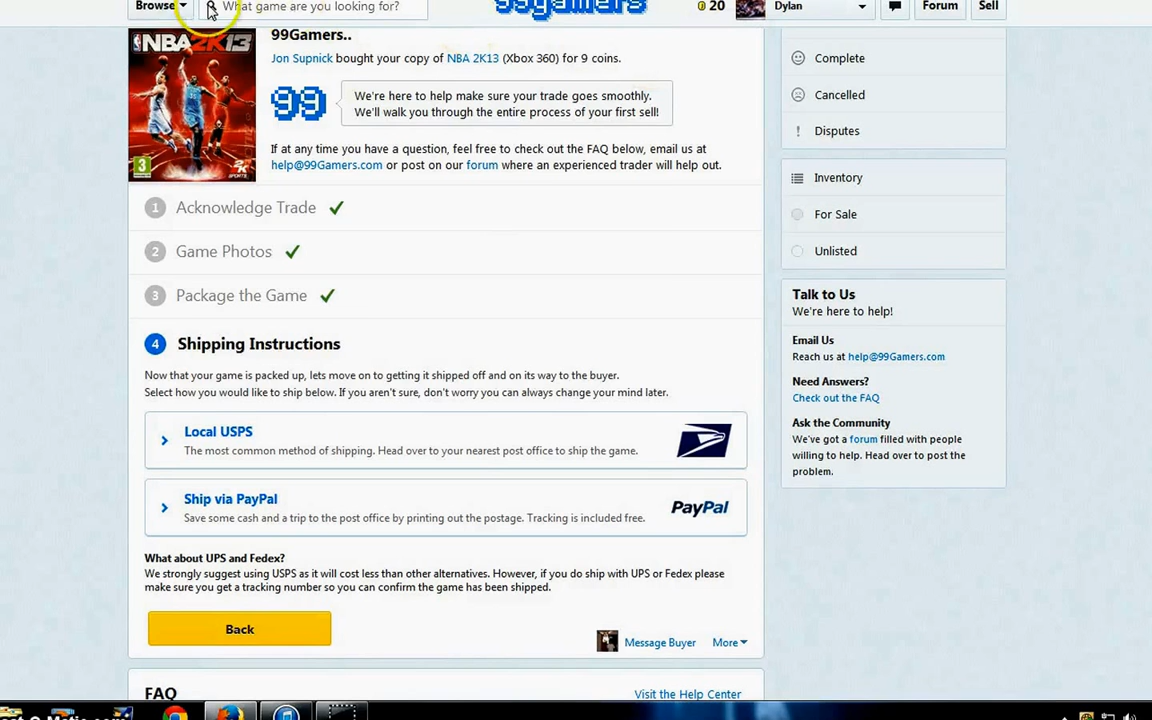 Browse
What game are you looking for?
99gamers
20
Dylan
Forum
Sell
NBA 2K13
3
2K
SPORTS
99Gamers..
Jon Supnick bought your copy of NBA 2K13 (Xbox 360) for 9 coins.
99
We're here to help make sure your trade goes smoothly.
We'll walk you through the entire process of your first sell!
If at any time you have a question, feel free to check out the FAQ below, email us at
help@99Gamers.com or post on our forum where an experienced trader will help out.
1 Acknowledge Trade
2 Game Photos
3 Package the Game
4 Shipping Instructions
Now that your game is packed up, lets move on to getting it shipped off and on its way to the buyer.
Select how you would like to ship below. If you aren't sure, don't worry you can always change your mind later.
Local USPS
The most common method of shipping. Head over to your nearest post office to ship the game.
Ship via PayPal
Save some cash and a trip to the post office by printing out the postage. Tracking is included free.
PayPal
What about UPS and Fedex?
We strongly suggest using USPS as it will cost less than other alternatives. However, if you do ship with UPS or Fedex please
make sure you get a tracking number so you can confirm the game has been shipped.
Back
Message Buyer
More
FAQ
Visit the Help Center
Complete
Cancelled
! Disputes
Inventory
For Sale
Unlisted
Talk to Us
We're here to help!
Email Us
Reach us at help@99Gamers.com
Need Answers?
Check out the FAQ
Ask the Community
We've got a forum filled with people
willing to help. Head over to post the
problem.